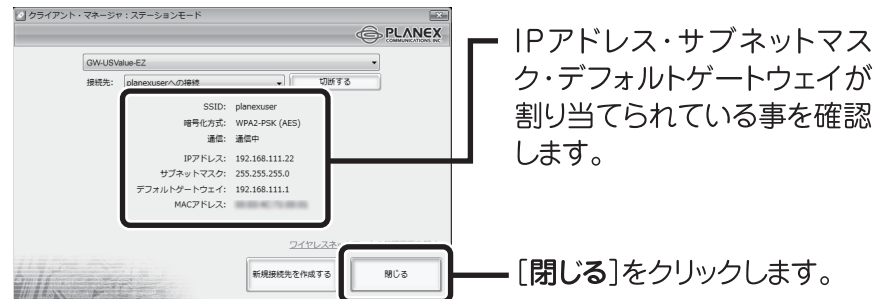 クライアント・マネージャ:ステーションモード
PLANEX
COMMUNICATIONS INC
GW-USValue-EZ
接続先: planexuserへの接続 切断する
SSID: planexuser
暗号化方式: WPA2-PSK (AES)
通信: 通信中
IPアドレス: 192.168.111.22
サブネットマスク: 255.255.255.0
デフォルトゲートウェイ: 192.168.111.1
MACアドレス:
新規接続先を作成する 閉じる
IPアドレス・サブネットマス
ク・デフォルトゲートウェイが
割り当てられている事を確認
します。
[閉じる]をクリックします。